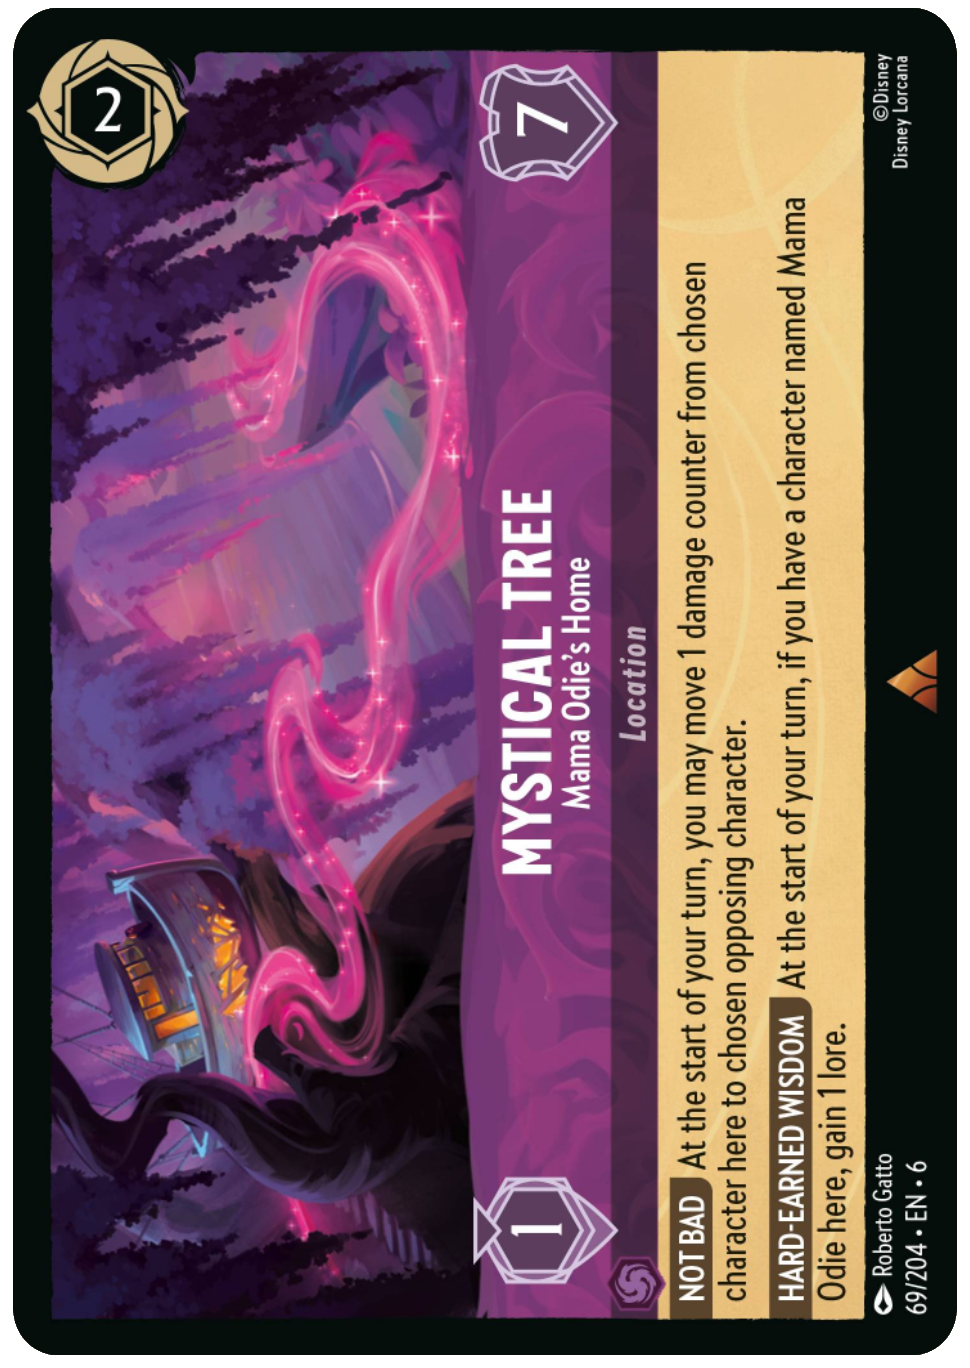 2
MYSTICAL TREE
Mama Odie's Home
1
7
Location
NOT BAD At the start of your turn, you may move 1 damage counter from chosen
character here to chosen opposing character.
HARD-EARNED WISDOM At the start of your turn, if you have a character named Mama
Odie here, gain 1 lore.
Roberto Gatto
69/204 • EN • 6
©Disney
Disney Lorcana